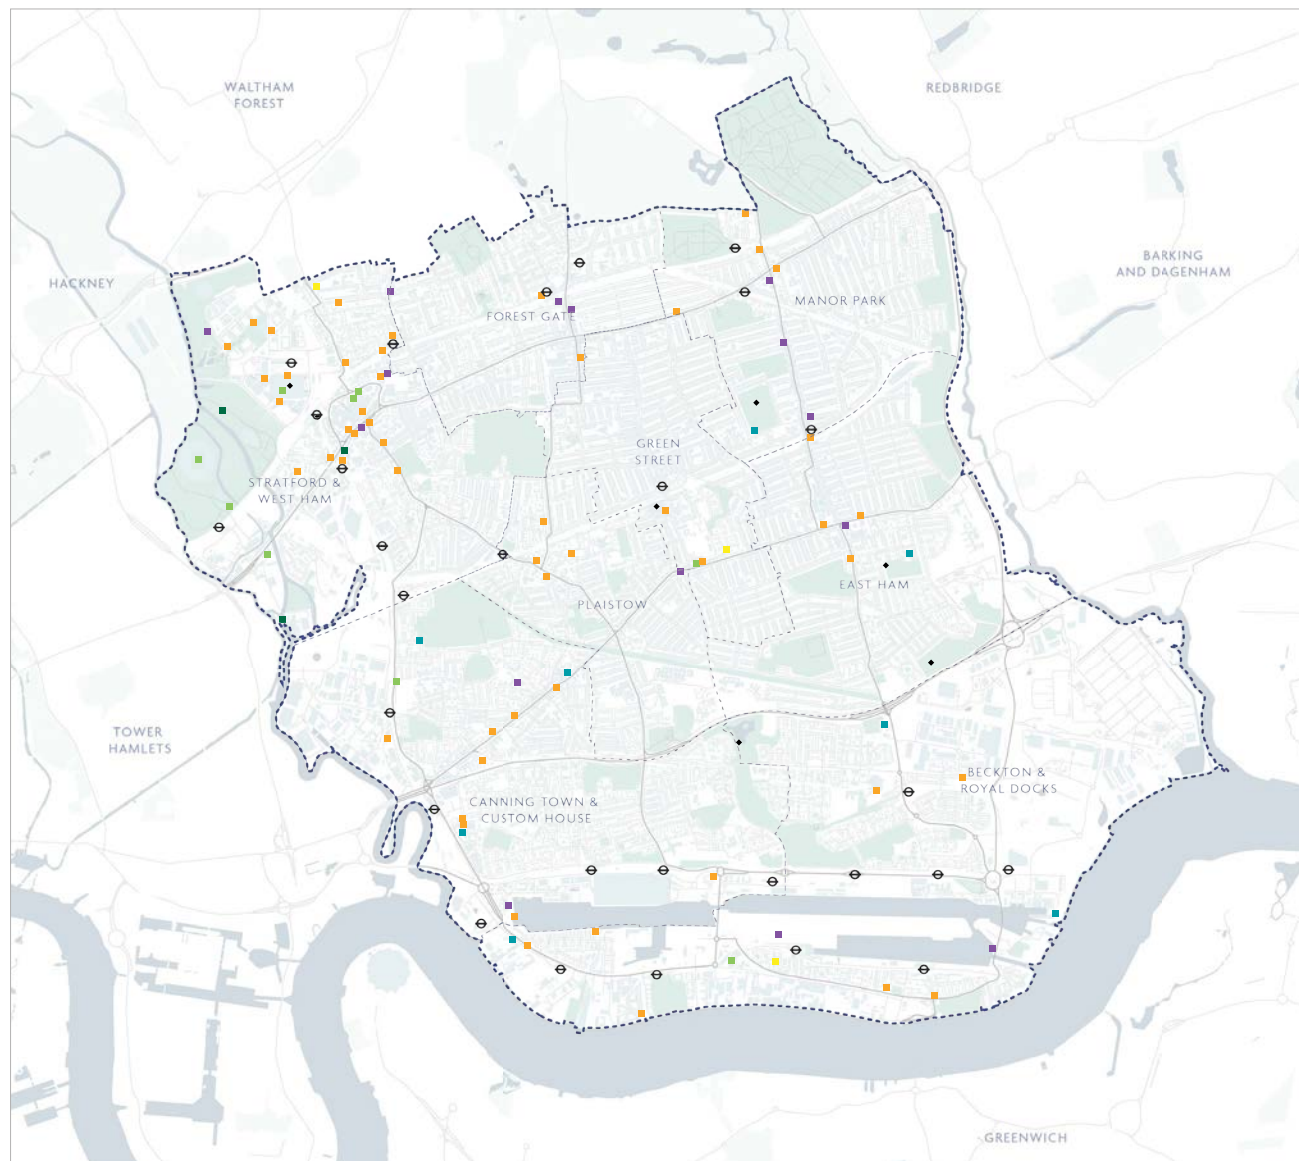 WALTHAM
FOREST
REDBRIDGE
HACKNEY
BARKING
AND DAGENHAM
MANOR PARK
FOREST GATE
GREEN
STREET
STRATFORD &
WEST HAM
EAST HAM
PLAISTOW
TOWER
HAMLETS
BECKTON &
ROYAL DOCKS
CANNING TOWN &
CUSTOM HOUSE
GREENWICH